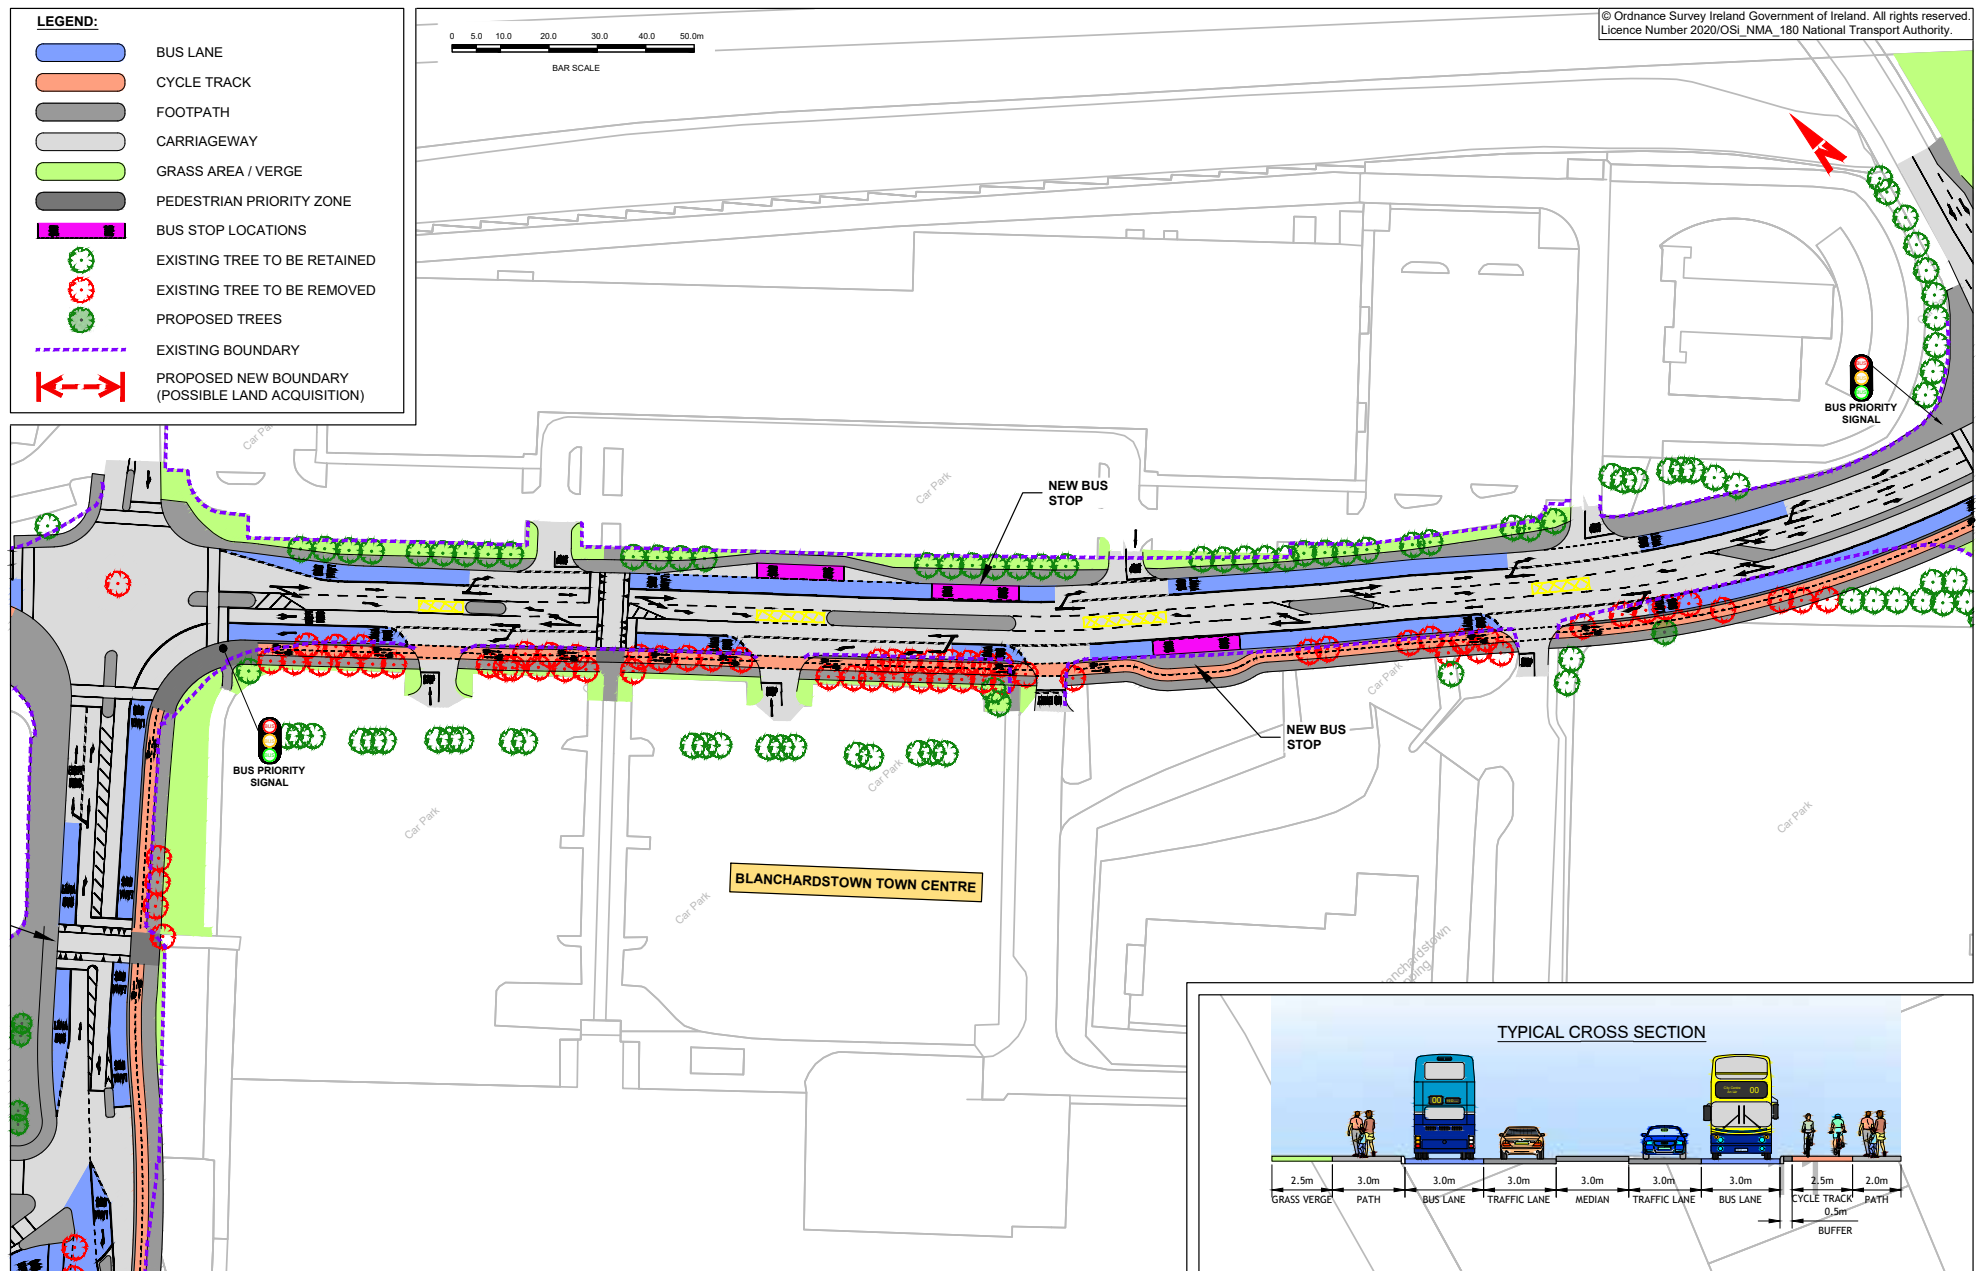 LEGEND:
BUS LANE
CYCLE TRACK
FOOTPATH
CARRIAGEWAY
GRASS AREA / VERGE
PEDESTRIAN PRIORITY ZONE
BUS STOP LOCATIONS
EXISTING TREE TO BE RETAINED
EXISTING TREE TO BE REMOVED
PROPOSED TREES
EXISTING BOUNDARY
PROPOSED NEW BOUNDARY
(POSSIBLE LAND ACQUISITION)
0 5.0 10.0 20.0 30.0 40.0 50.0m
BAR SCALE
© Ordnance Survey Ireland Government of Ireland. All rights reserved.
Licence Number 2020/OSi_NMA_180 National Transport Authority.
N
BUS PRIORITY
SIGNAL
Car Park
NEW BUS
STOP
Car Park
NEW BUS
STOP
BUS PRIORITY
SIGNAL
Car Park
Car Park
Car Park
Car Park
BLANCHARDSTOWN TOWN CENTRE
TYPICAL CROSS SECTION
00
00
2.5m 3.0m 3.0m 3.0m 3.0m 3.0m 3.0m 2.5m 2.0m
GRASS VERGE PATH BUS LANE TRAFFIC LANE MEDIAN TRAFFIC LANE BUS LANE CYCLE TRACK PATH
0.5m
BUFFER